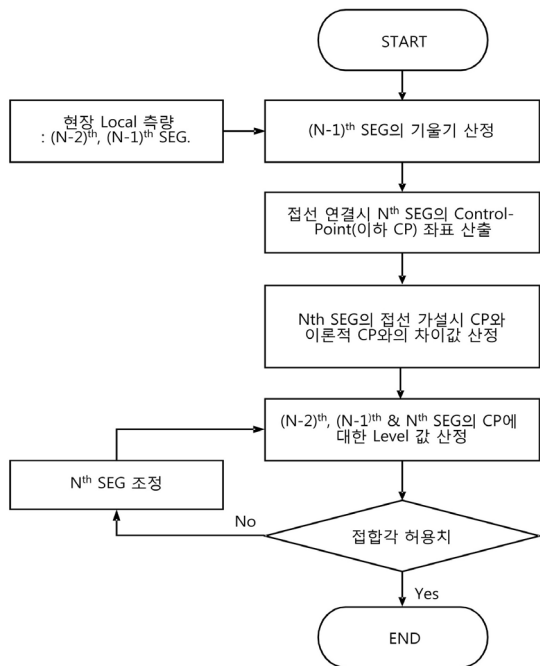 START
현장 Local 측량
: (N-2)th, (N-1)th SEG.
(N-1)th SEG의 기울기 산정
접선 연결시 Nth SEG의 Control-
Point(이하 CP) 좌표 산출
Nth SEG의 접선 가설시 CP와
이론적 CP와의 차이값 산정
(N-2)th, (N-1)th & Nth SEG의 CP에
대한 Level 값 산정
Nth SEG 조정
No
접합각 허용치
Yes
END